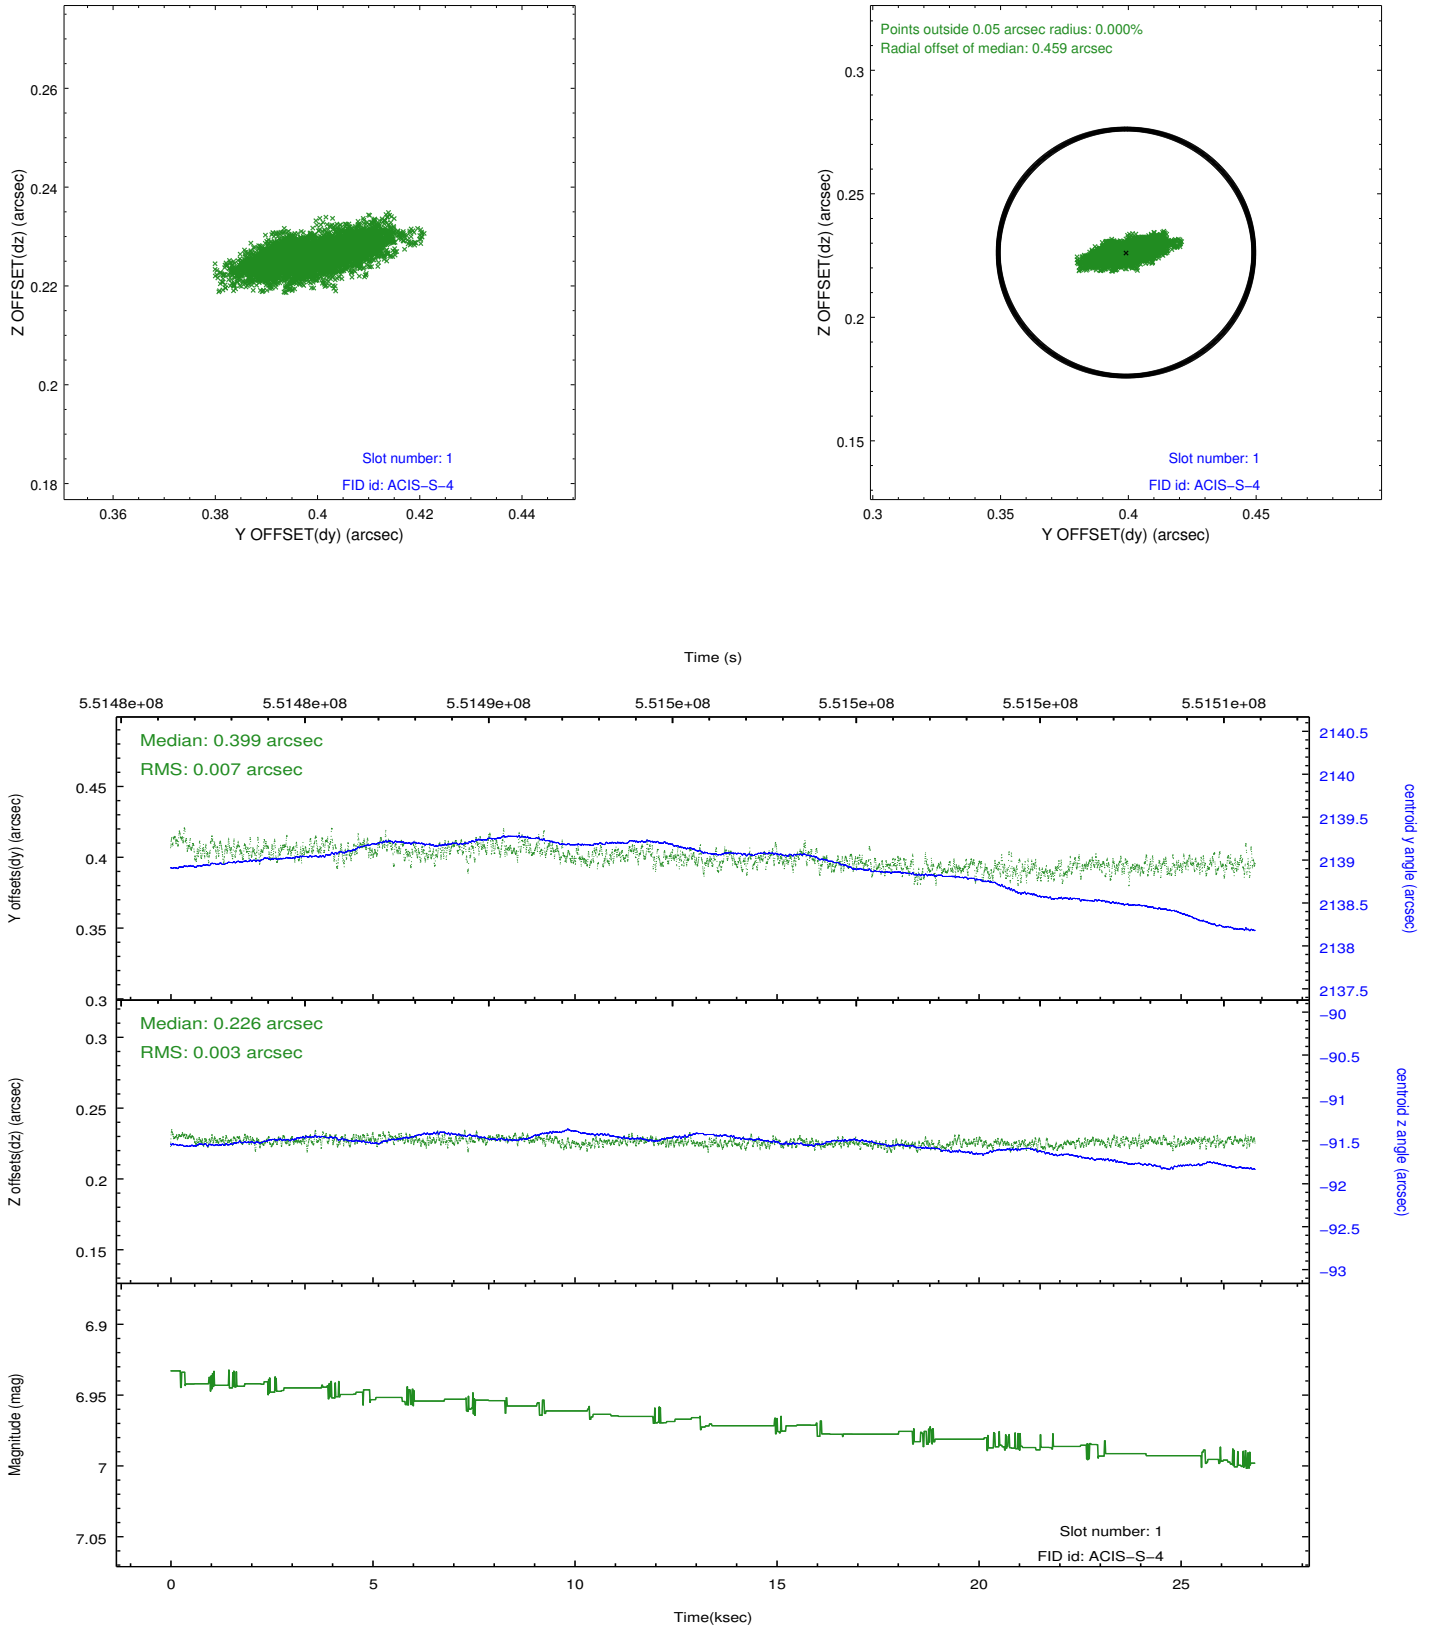 0.26
0.24
0.22
0.2
0.18
Z OFFSET(dz) (arcsec)
Slot number: 1
FID id: ACIS−S−4
0.36 0.38 0.4 0.42 0.44
Y OFFSET(dy) (arcsec)
Points outside 0.05 arcsec radius: 0.000%
Radial offset of median: 0.459 arcsec
0.3
0.25
0.2
0.15
Z OFFSET(dz) (arcsec)
Slot number: 1
FID id: ACIS−S−4
0.3 0.35 0.4 0.45
Y OFFSET(dy) (arcsec)
Time (s)
5.5148e+08 5.5148e+08 5.5149e+08 5.515e+08 5.515e+08 5.515e+08 5.5151e+08
Median: 0.399 arcsec
RMS: 0.007 arcsec
0.45
0.4
0.35
0.3
Y offsets(dy) (arcsec)
2140.5
2140
2139.5
2139
2138.5
2138
2137.5
centroid y angle (arcsec)
Median: 0.226 arcsec
RMS: 0.003 arcsec
0.3
0.25
0.2
0.15
Z offsets(dz) (arcsec)
−90
−90.5
−91
−91.5
−92
−92.5
−93
centroid z angle (arcsec)
6.9
6.95
7
7.05
Magnitude (mag)
Slot number: 1
FID id: ACIS−S−4
0 5 10 15 20 25
Time(ksec)